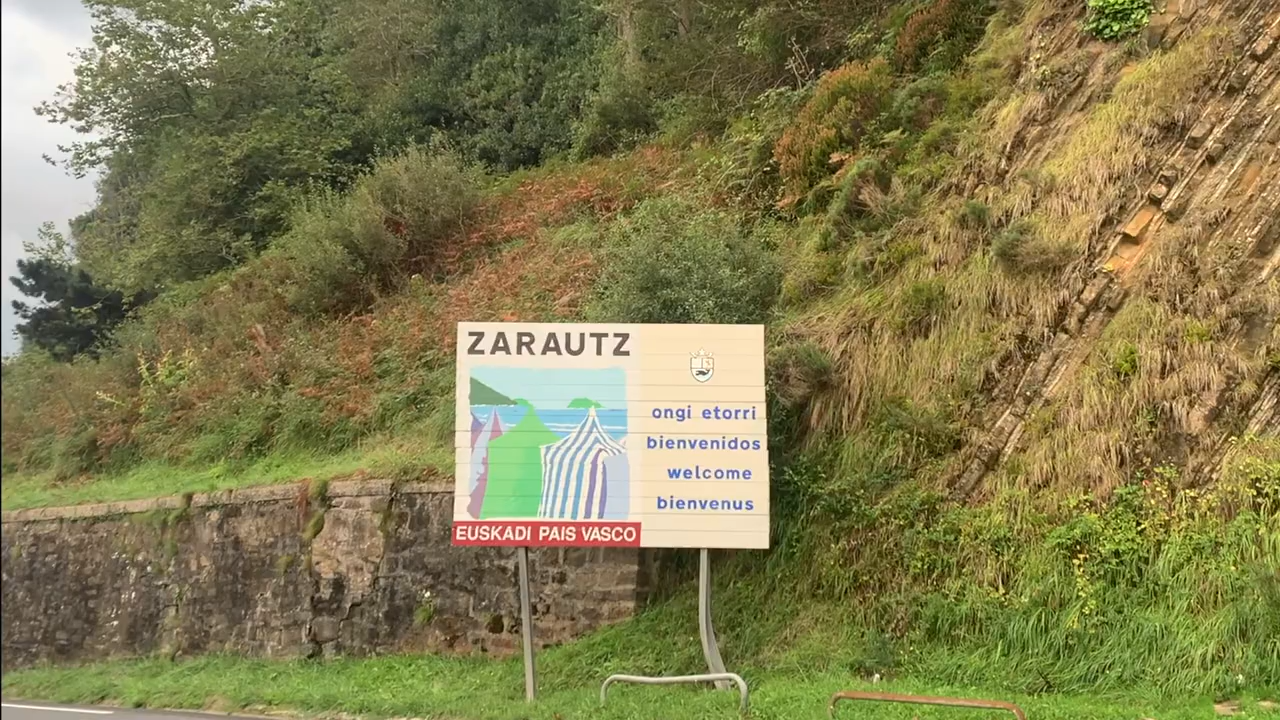 ZARAUTZ
ongi etorri
bienvenidos
welcome
bienvenus
EUSKADI PAIS VASCO